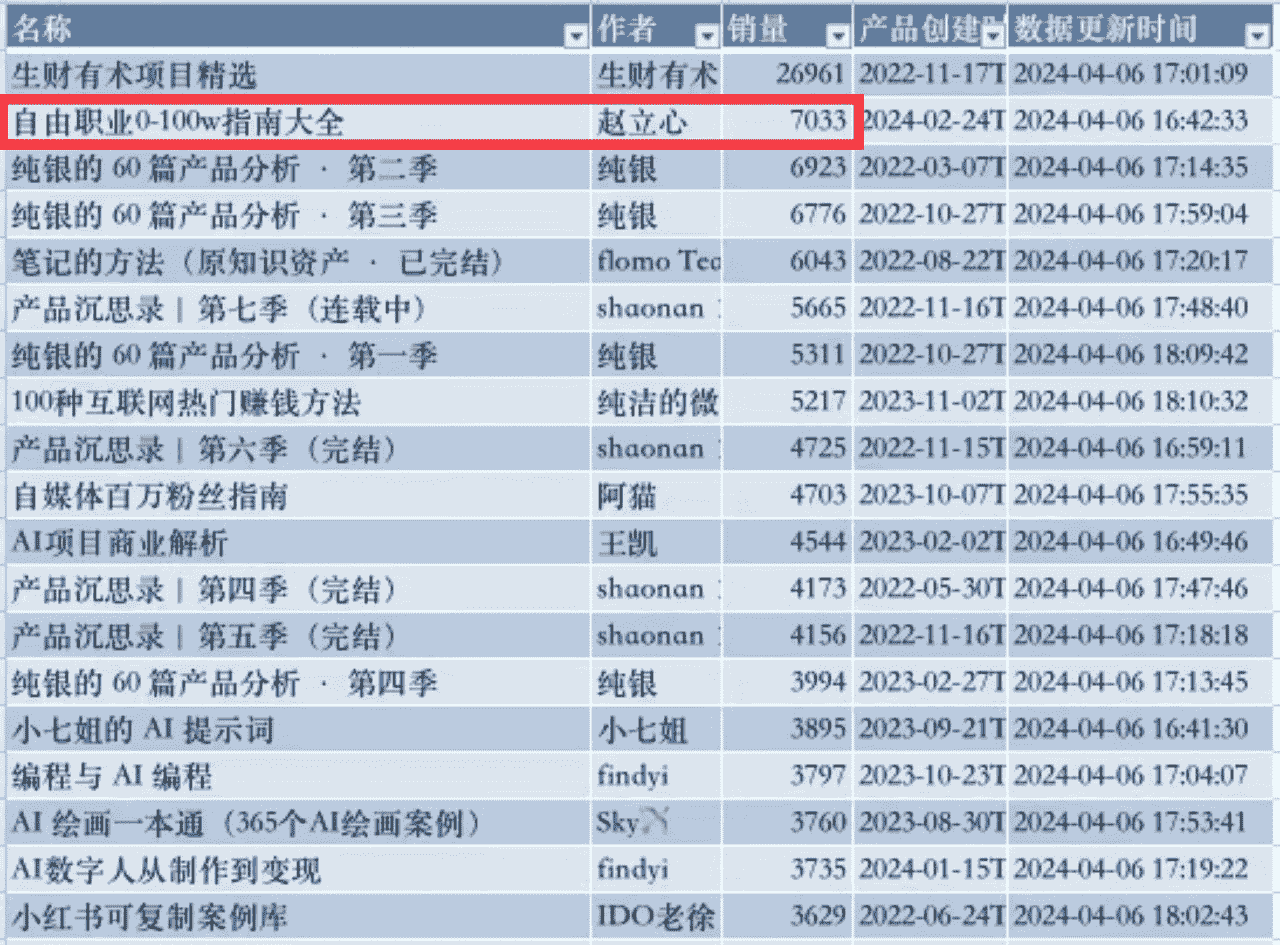 名称 作者 销量 产品创建时 数据更新时间
生财有术项目精选 生财有术 26961 2022-11-17T 2024-04-06 17:01:09
自由职业0-100w指南大全 赵立心 7033 2024-02-24T 2024-04-06 16:42:33
纯银的 60 篇产品分析 · 第二季 纯银 6923 2022-03-07T 2024-04-06 17:14:35
纯银的 60 篇产品分析 · 第三季 纯银 6776 2022-10-27T 2024-04-06 17:59:04
笔记的方法（原知识资产 · 已完结） flomo Tea 6043 2022-08-22T 2024-04-06 17:20:17
产品沉思录 | 第七季（连载中） shaonan 5665 2022-11-16T 2024-04-06 17:48:40
纯银的 60 篇产品分析 · 第一季 纯银 5311 2022-10-27T 2024-04-06 18:09:42
100种互联网热门赚钱方法 纯洁的微 5217 2023-11-02T 2024-04-06 18:10:32
产品沉思录 | 第六季（完结） shaonan 4725 2022-11-15T 2024-04-06 16:59:11
自媒体百万粉丝指南 阿猫 4703 2023-10-07T 2024-04-06 17:55:35
AI项目商业解析 王凯 4544 2023-02-02T 2024-04-06 16:49:46
产品沉思录 | 第四季（完结） shaonan 4173 2022-05-30T 2024-04-06 17:47:46
产品沉思录 | 第五季（完结） shaonan 4156 2022-11-16T 2024-04-06 17:18:18
纯银的 60 篇产品分析 · 第四季 纯银 3994 2023-02-27T 2024-04-06 17:13:45
小七姐的 AI 提示词 小七姐 3895 2023-09-21T 2024-04-06 16:41:30
编程与 AI 编程 findyi 3797 2023-10-23T 2024-04-06 17:04:07
AI 绘画一本通（365个AI绘画案例） Sky 3760 2023-08-30T 2024-04-06 17:53:41
AI数字人从制作到变现 findyi 3735 2024-01-15T 2024-04-06 17:19:22
小红书可复制案例库 IDO老徐 3629 2022-06-24T 2024-04-06 18:02:43